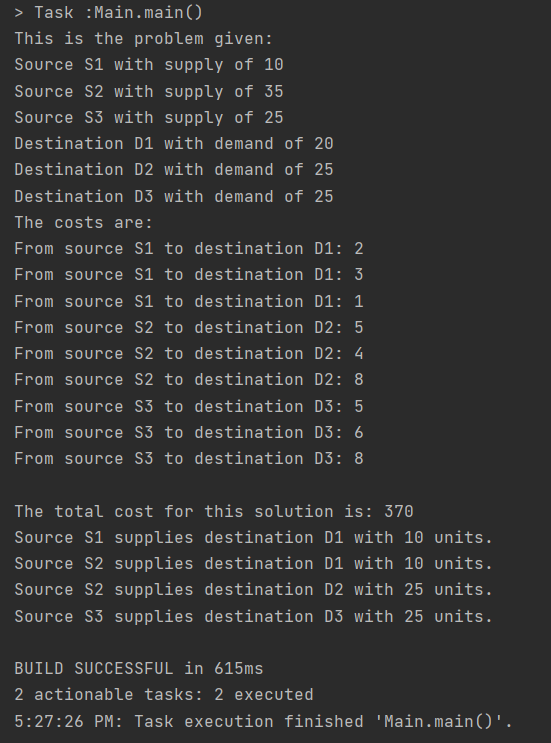 > Task :Main.main()
This is the problem given:
Source S1 with supply of 10
Source S2 with supply of 35
Source S3 with supply of 25
Destination D1 with demand of 20
Destination D2 with demand of 25
Destination D3 with demand of 25
The costs are:
From source S1 to destination D1: 2
From source S1 to destination D1: 3
From source S1 to destination D1: 1
From source S2 to destination D2: 5
From source S2 to destination D2: 4
From source S2 to destination D2: 8
From source S3 to destination D3: 5
From source S3 to destination D3: 6
From source S3 to destination D3: 8
The total cost for this solution is: 370
Source S1 supplies destination D1 with 10 units.
Source S2 supplies destination D1 with 10 units.
Source S2 supplies destination D2 with 25 units.
Source S3 supplies destination D3 with 25 units.
BUILD SUCCESSFUL in 615ms
2 actionable tasks: 2 executed
5:27:26 PM: Task execution finished 'Main.main()'.